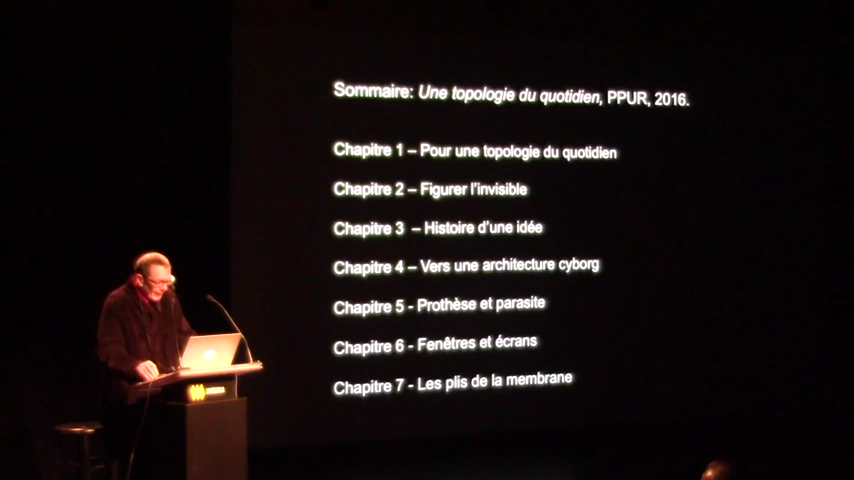 Sommaire: Une topologie du quotidien, PPUR, 2016.
Chapitre 1 – Pour une topologie du quotidien
Chapitre 2 – Figurer l'invisible
Chapitre 3 – Histoire d'une idée
Chapitre 4 – Vers une architecture cyborg
Chapitre 5 - Prothèse et parasite
Chapitre 6 - Fenêtres et écrans
Chapitre 7 - Les plis de la membrane